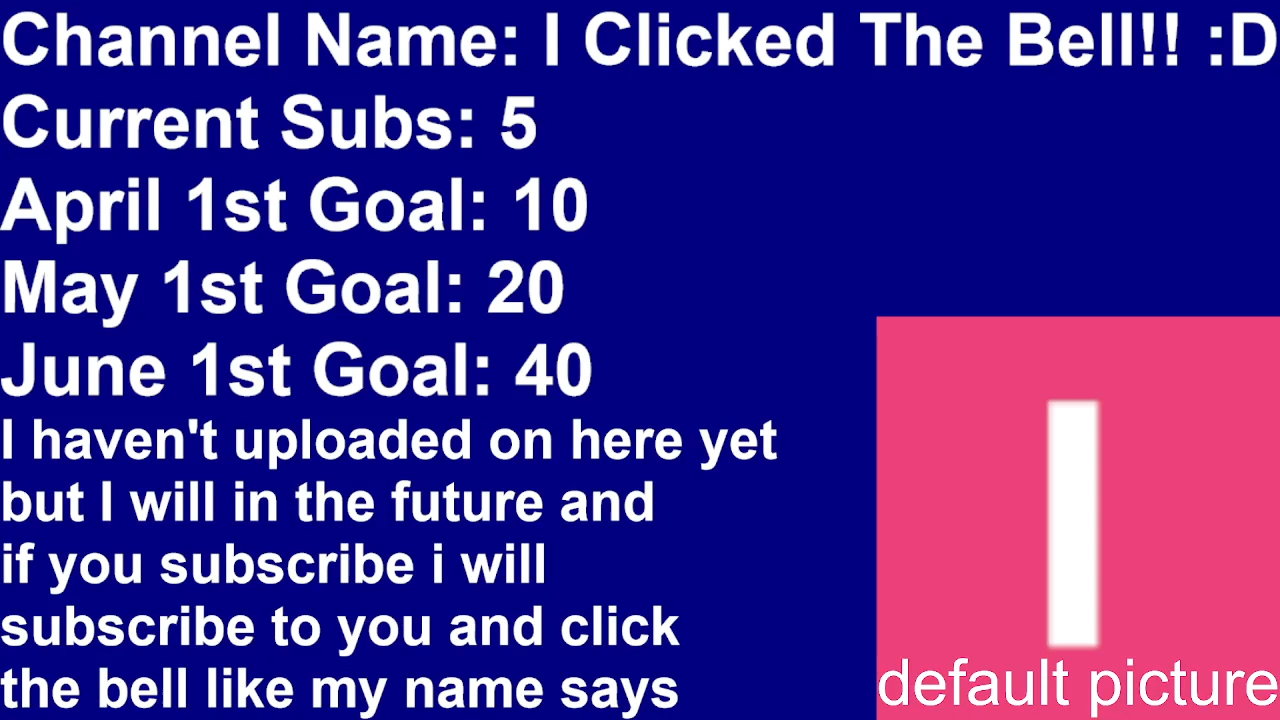 Channel Name: I Clicked The Bell!! :D
Current Subs: 5
April 1st Goal: 10
May 1st Goal: 20
June 1st Goal: 40
I haven't uploaded on here yet
but I will in the future and
if you subscribe i will
subscribe to you and click
the bell like my name says
I
default picture